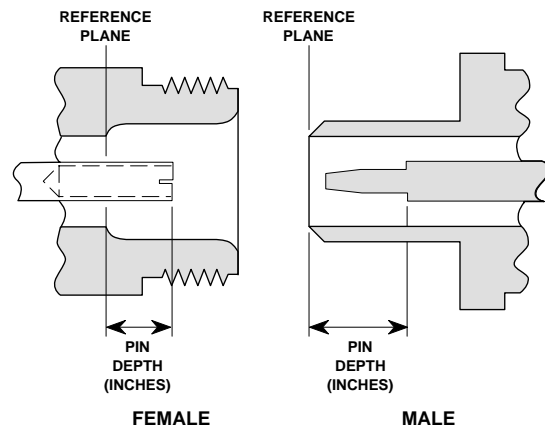 REFERENCE
PLANE
REFERENCE
PLANE
PIN
DEPTH
(INCHES)
PIN
DEPTH
(INCHES)
FEMALE
MALE